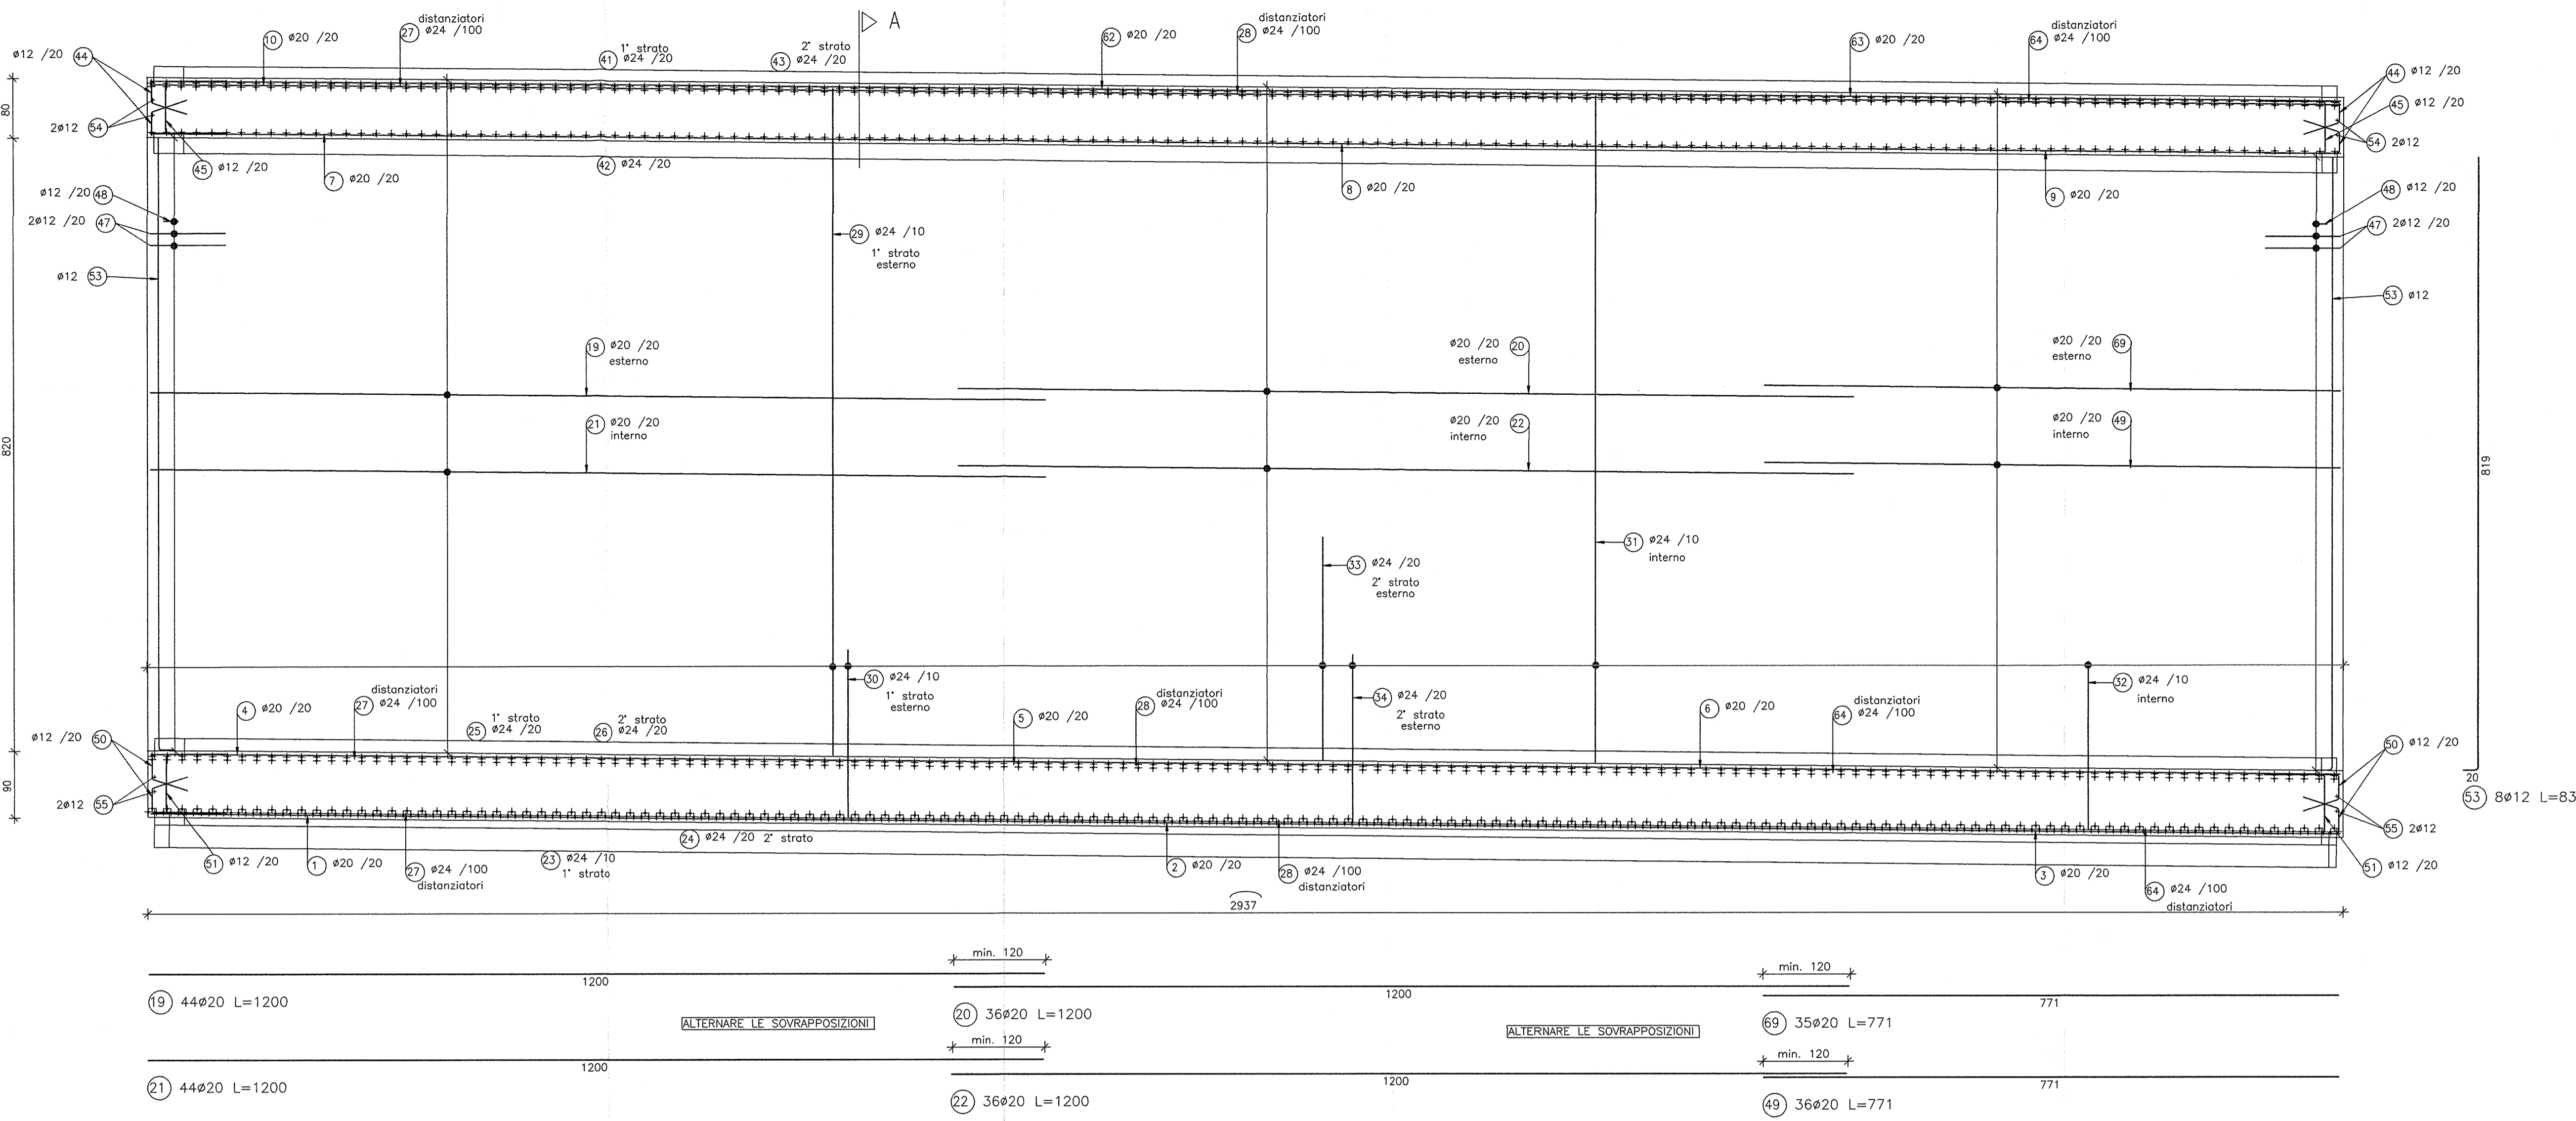 A
distanziatori
10 ø20 /20
27 ø24 /100
1° strato
41 ø24 /20
2° strato
43 ø24 /20
62 ø20 /20
distanziatori
28 ø24 /100
63 ø20 /20
distanziatori
64 ø24 /100
ø12 /20 44
44 ø12 /20
80
45 ø12 /20
2ø12 54
54 2ø12
45 ø12 /20
7 ø20 /20
42 ø24 /20
8 ø20 /20
9 ø20 /20
ø12 /20 48
48 ø12 /20
2ø12 /20 47
47 2ø12 /20
29 ø24 /10
1° strato
esterno
ø12 53
53 ø12
19 ø20 /20
esterno
ø20 /20 20
esterno
ø20 /20 69
esterno
21 ø20 /20
interno
ø20 /20 22
interno
ø20 /20 49
interno
820
819
31 ø24 /10
interno
33 ø24 /20
2° strato
esterno
30 ø24 /10
1° strato
esterno
34 ø24 /20
2° strato
esterno
32 ø24 /10
interno
4 ø20 /20
distanziatori
27 ø24 /100
1° strato
25 ø24 /20
2° strato
26 ø24 /20
5 ø20 /20
distanziatori
28 ø24 /100
6 ø20 /20
distanziatori
64 ø24 /100
ø12 /20 50
50 ø12 /20
90
20
53 8ø12 L=83
2ø12 55
55 2ø12
51 ø12 /20
1 ø20 /20
27 ø24 /100
distanziatori
23 ø24 /10
1° strato
24 ø24 /20 2° strato
2 ø20 /20
28 ø24 /100
distanziatori
3 ø20 /20
64 ø24 /100
distanziatori
51 ø12 /20
2937
min. 120
min. 120
1200
1200
771
19 44ø20 L=1200
20 36ø20 L=1200
69 35ø20 L=771
ALTERNARE LE SOVRAPPOSIZIONI
ALTERNARE LE SOVRAPPOSIZIONI
min. 120
min. 120
1200
1200
771
21 44ø20 L=1200
22 36ø20 L=1200
49 36ø20 L=771